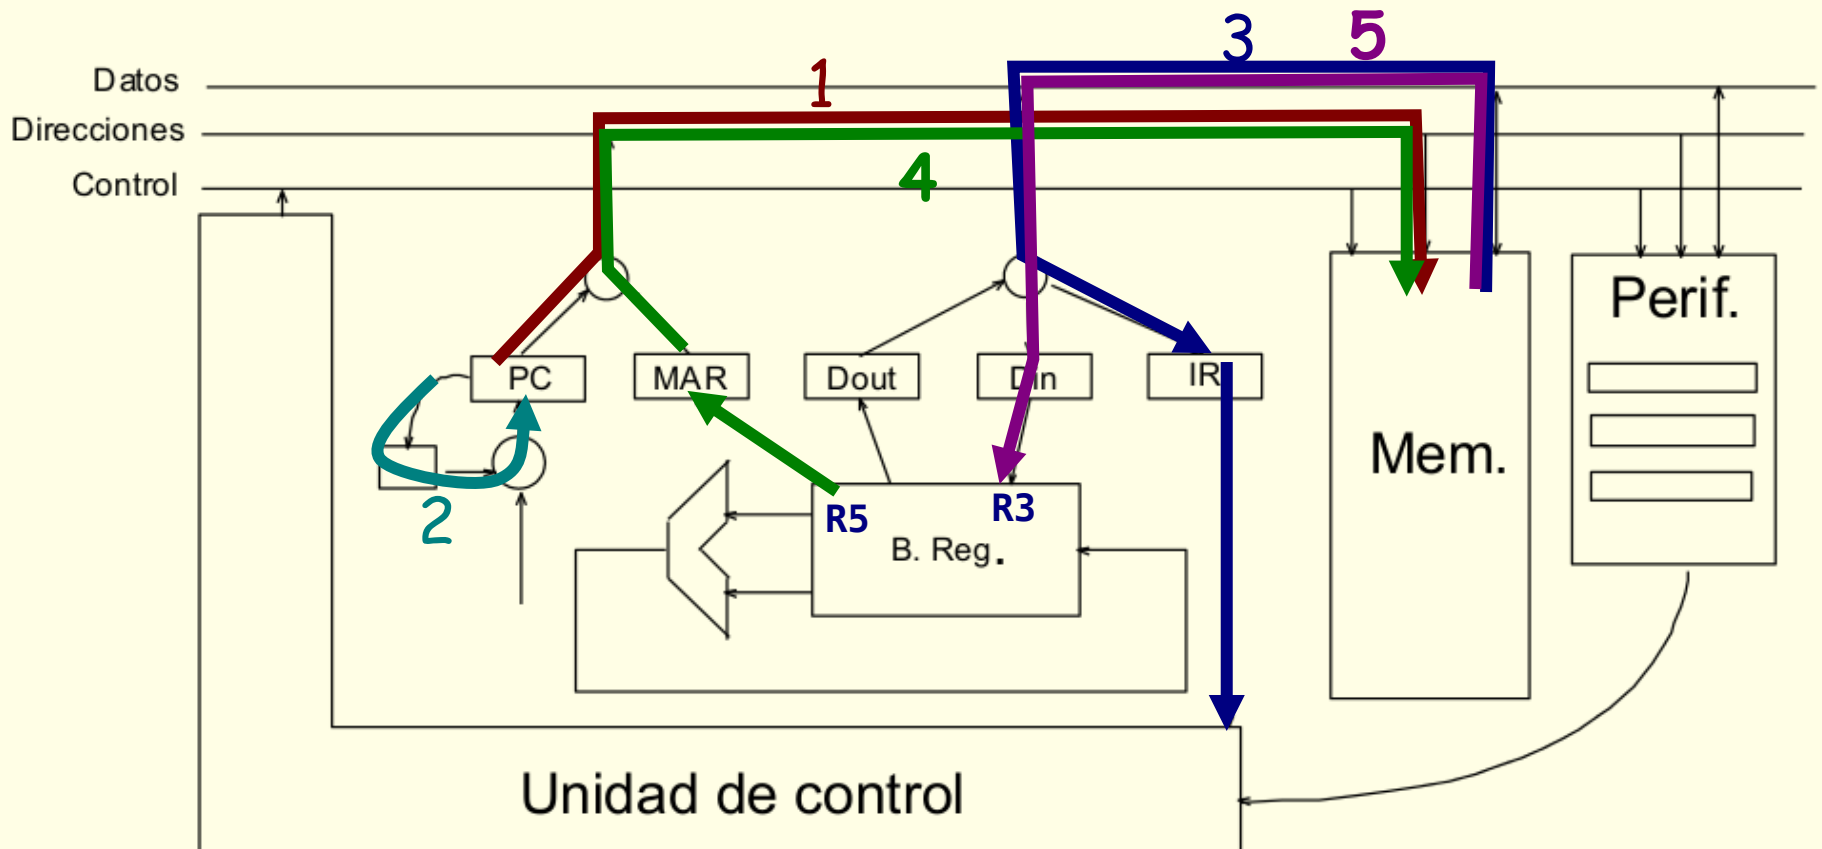 3
5
1
Datos
Direcciones
4
Control
Perif.
PC
MAR
Dout
Din
IR
Mem.
2
R5
R3
B. Reg.
Unidad de control